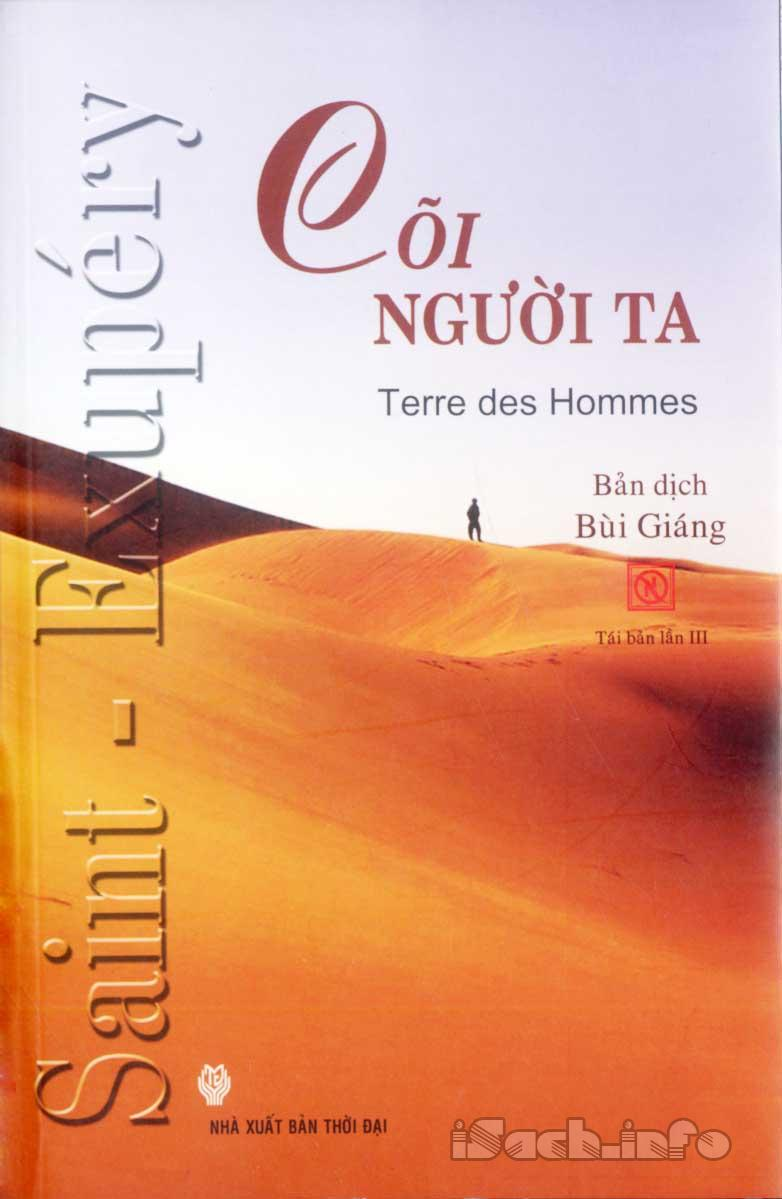 Saint - Exupéry
CÕI
NGƯỜI TA
Terre des Hommes
Bản dịch
Bùi Giáng
N
Tái bản lần III
NHÀ XUẤT BẢN THỜI ĐẠI
iSach.info